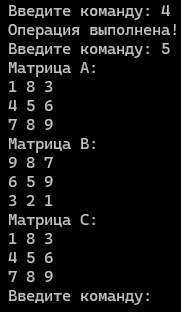 Введите команду: 4
Операция выполнена!
Введите команду: 5
Матрица A:
1 8 3
4 5 6
7 8 9
Матрица B:
9 8 7
6 5 9
3 2 1
Матрица C:
1 8 3
4 5 6
7 8 9
Введите команду: